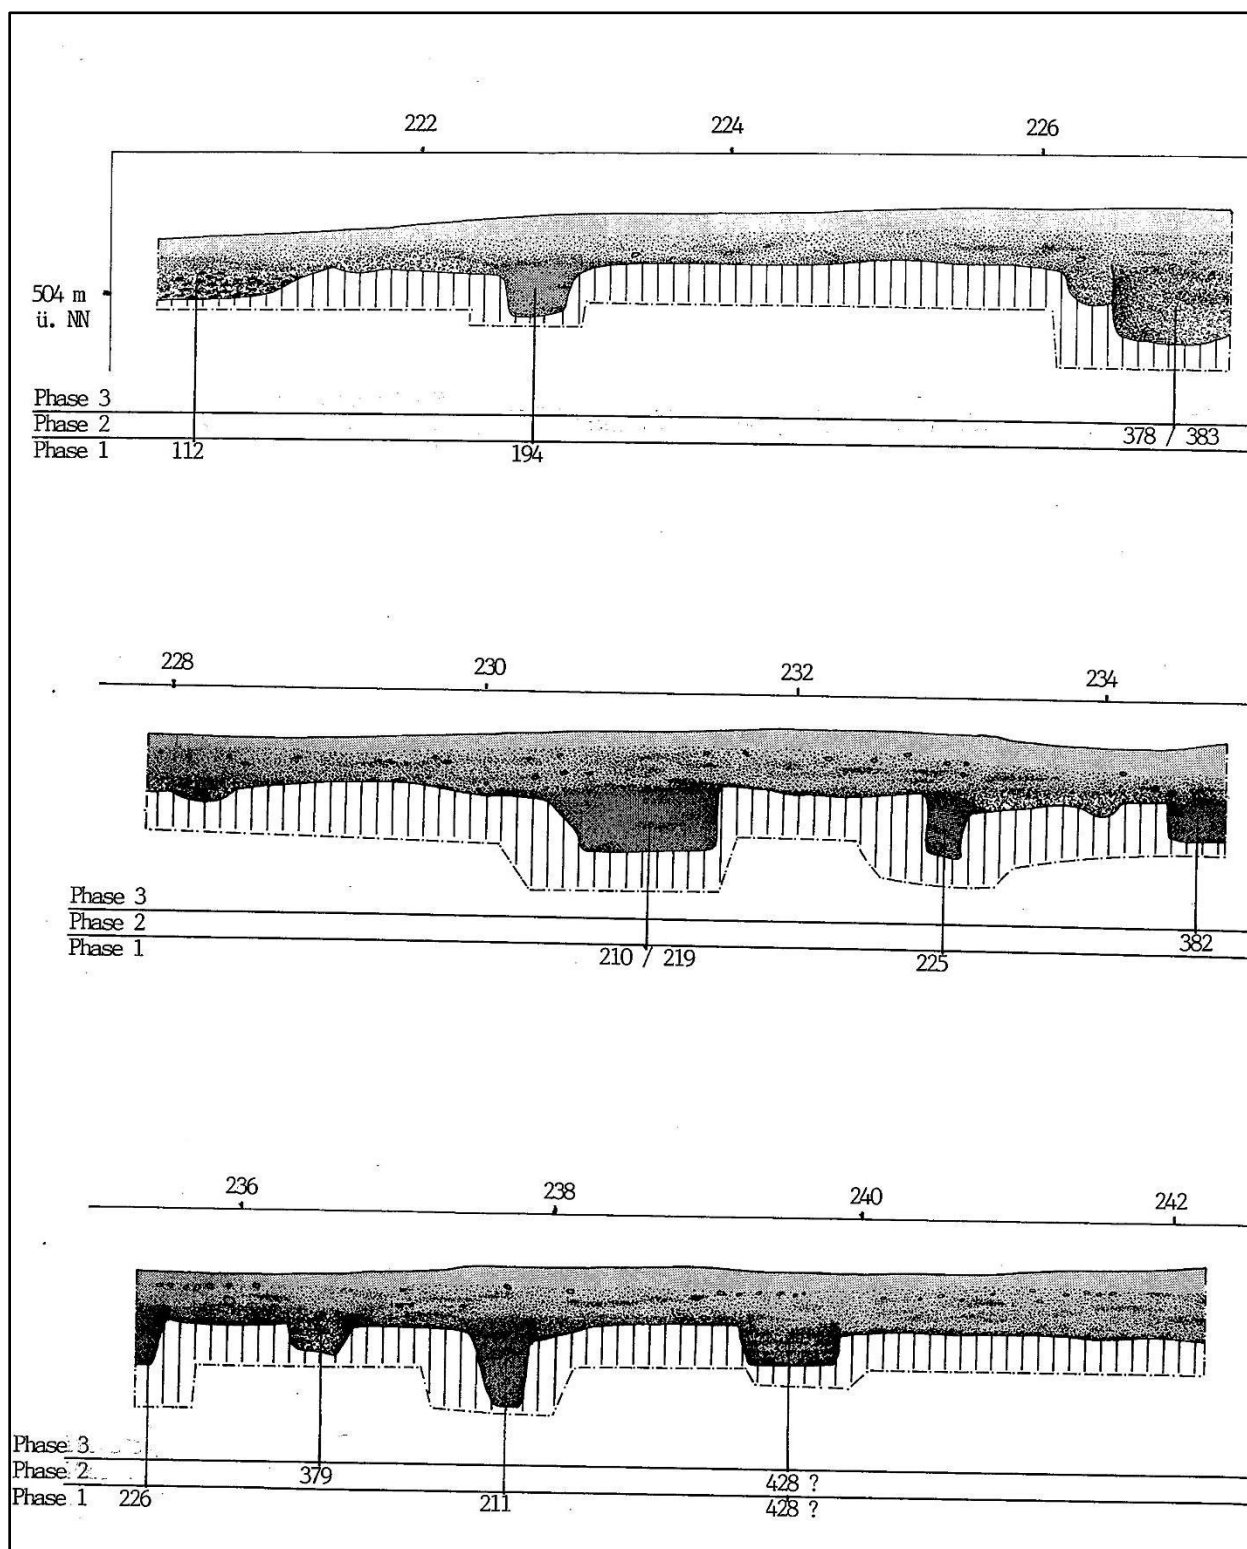 222 224 226
504 m
ü. NN
Phase 3
Phase 2
378 / 383
Phase 1
112 194
228 230 232 234
Phase 3
Phase 2
382
Phase 1
210 / 219 225
236 238 240 242
Phase 3
Phase 2
379 428 ?
Phase 1
226 211 428 ?